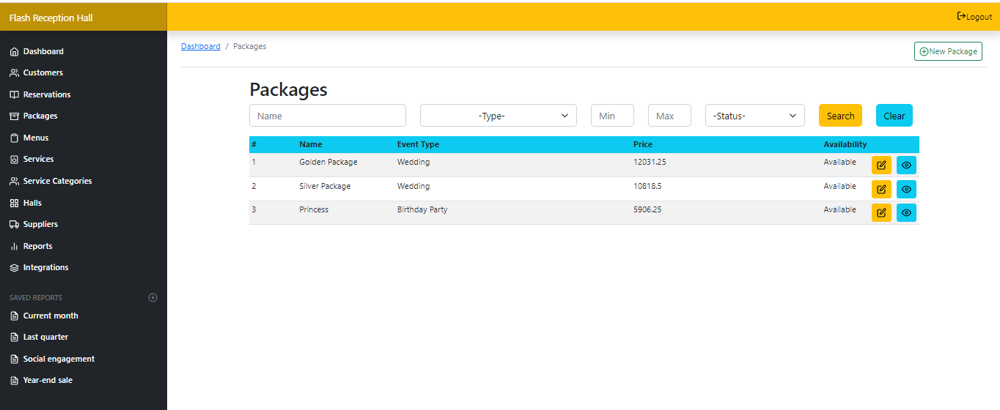 Flash Reception Hall
Logout
Dashboard
Customers
Reservations
Packages
Menus
Services
Service Categories
Halls
Suppliers
Reports
Integrations
SAVED REPORTS
Current month
Last quarter
Social engagement
Year-end sale
Dashboard / Packages
New Package
Packages
Name -Type- Min Max -Status- Search Clear
# Name Event Type Price Availability
1 Golden Package Wedding 12031.25 Available
2 Silver Package Wedding 10818.5 Available
3 Princess Birthday Party 5906.25 Available